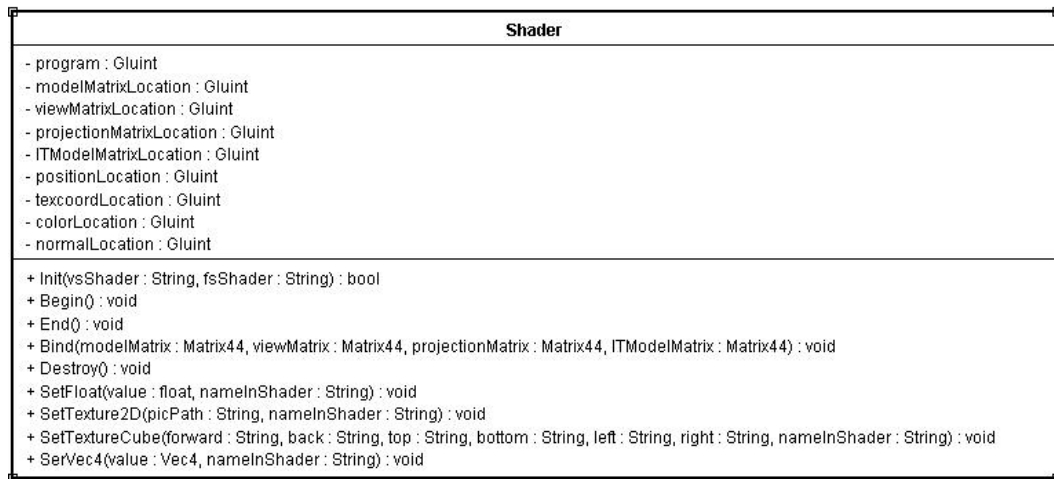 Shader
- program : Gluint
- modelMatrixLocation : Gluint
- viewMatrixLocation : Gluint
- projectionMatrixLocation : Gluint
- ITModelMatrixLocation : Gluint
- positionLocation : Gluint
- texcoordLocation : Gluint
- colorLocation : Gluint
- normalLocation : Gluint
+ Init(vsShader : String, fsShader : String) : bool
+ Begin() : void
+ End() : void
+ Bind(modelMatrix : Matrix44, viewMatrix : Matrix44, projectionMatrix : Matrix44, ITModelMatrix : Matrix44) : void
+ Destroy() : void
+ SetFloat(value : float, nameInShader : String) : void
+ SetTexture2D(picPath : String, nameInShader : String) : void
+ SetTextureCube(forward : String, back : String, top : String, bottom : String, left : String, right : String, nameInShader : String) : void
+ SerVec4(value : Vec4, nameInShader : String) : void